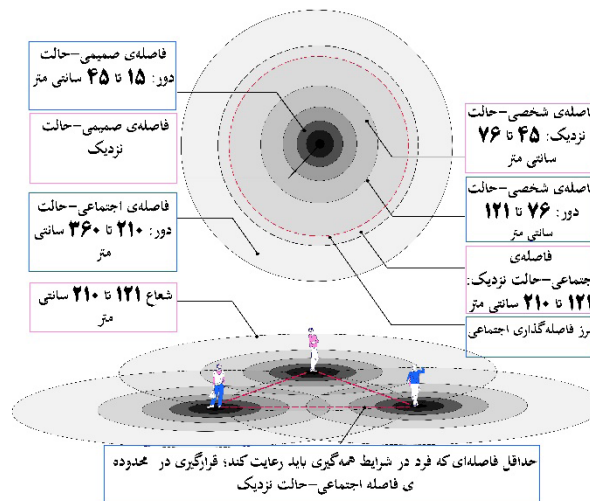 فاصله‌ی صمیمی–حالت
دور: ۱۵ تا ۴۵ سانتی متر
فاصله‌ی صمیمی–حالت
نزدیک
فاصله‌ی اجتماعی–حالت
دور: ۲۱۰ تا ۳۶۰ سانتی
متر
شعاع ۱۲۱ تا ۲۱۰ سانتی
متر
فاصله‌ی شخصی–حالت
نزدیک: ۴۵ تا ۷۶
سانتی متر
فاصله‌ی شخصی–حالت
دور: ۷۶ تا ۱۲۱
سانتی متر
فاصله‌ی
اجتماعی–حالت نزدیک:
۱۲۱ تا ۲۱۰ سانتی متر
مرز فاصله‌گذاری اجتماعی
حداقل فاصله‌ای که فرد در شرایط همه‌گیری باید رعایت کند؛ قرارگیری در محدوده
ی فاصله اجتماعی–حالت نزدیک